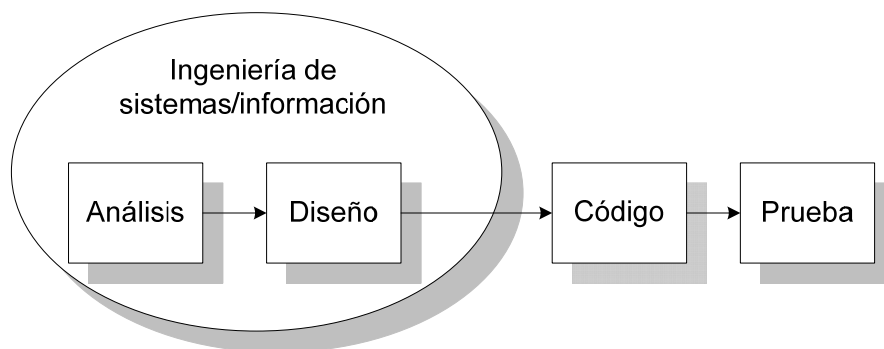 Ingeniería de
sistemas/información
Análisis
Diseño
Código
Prueba